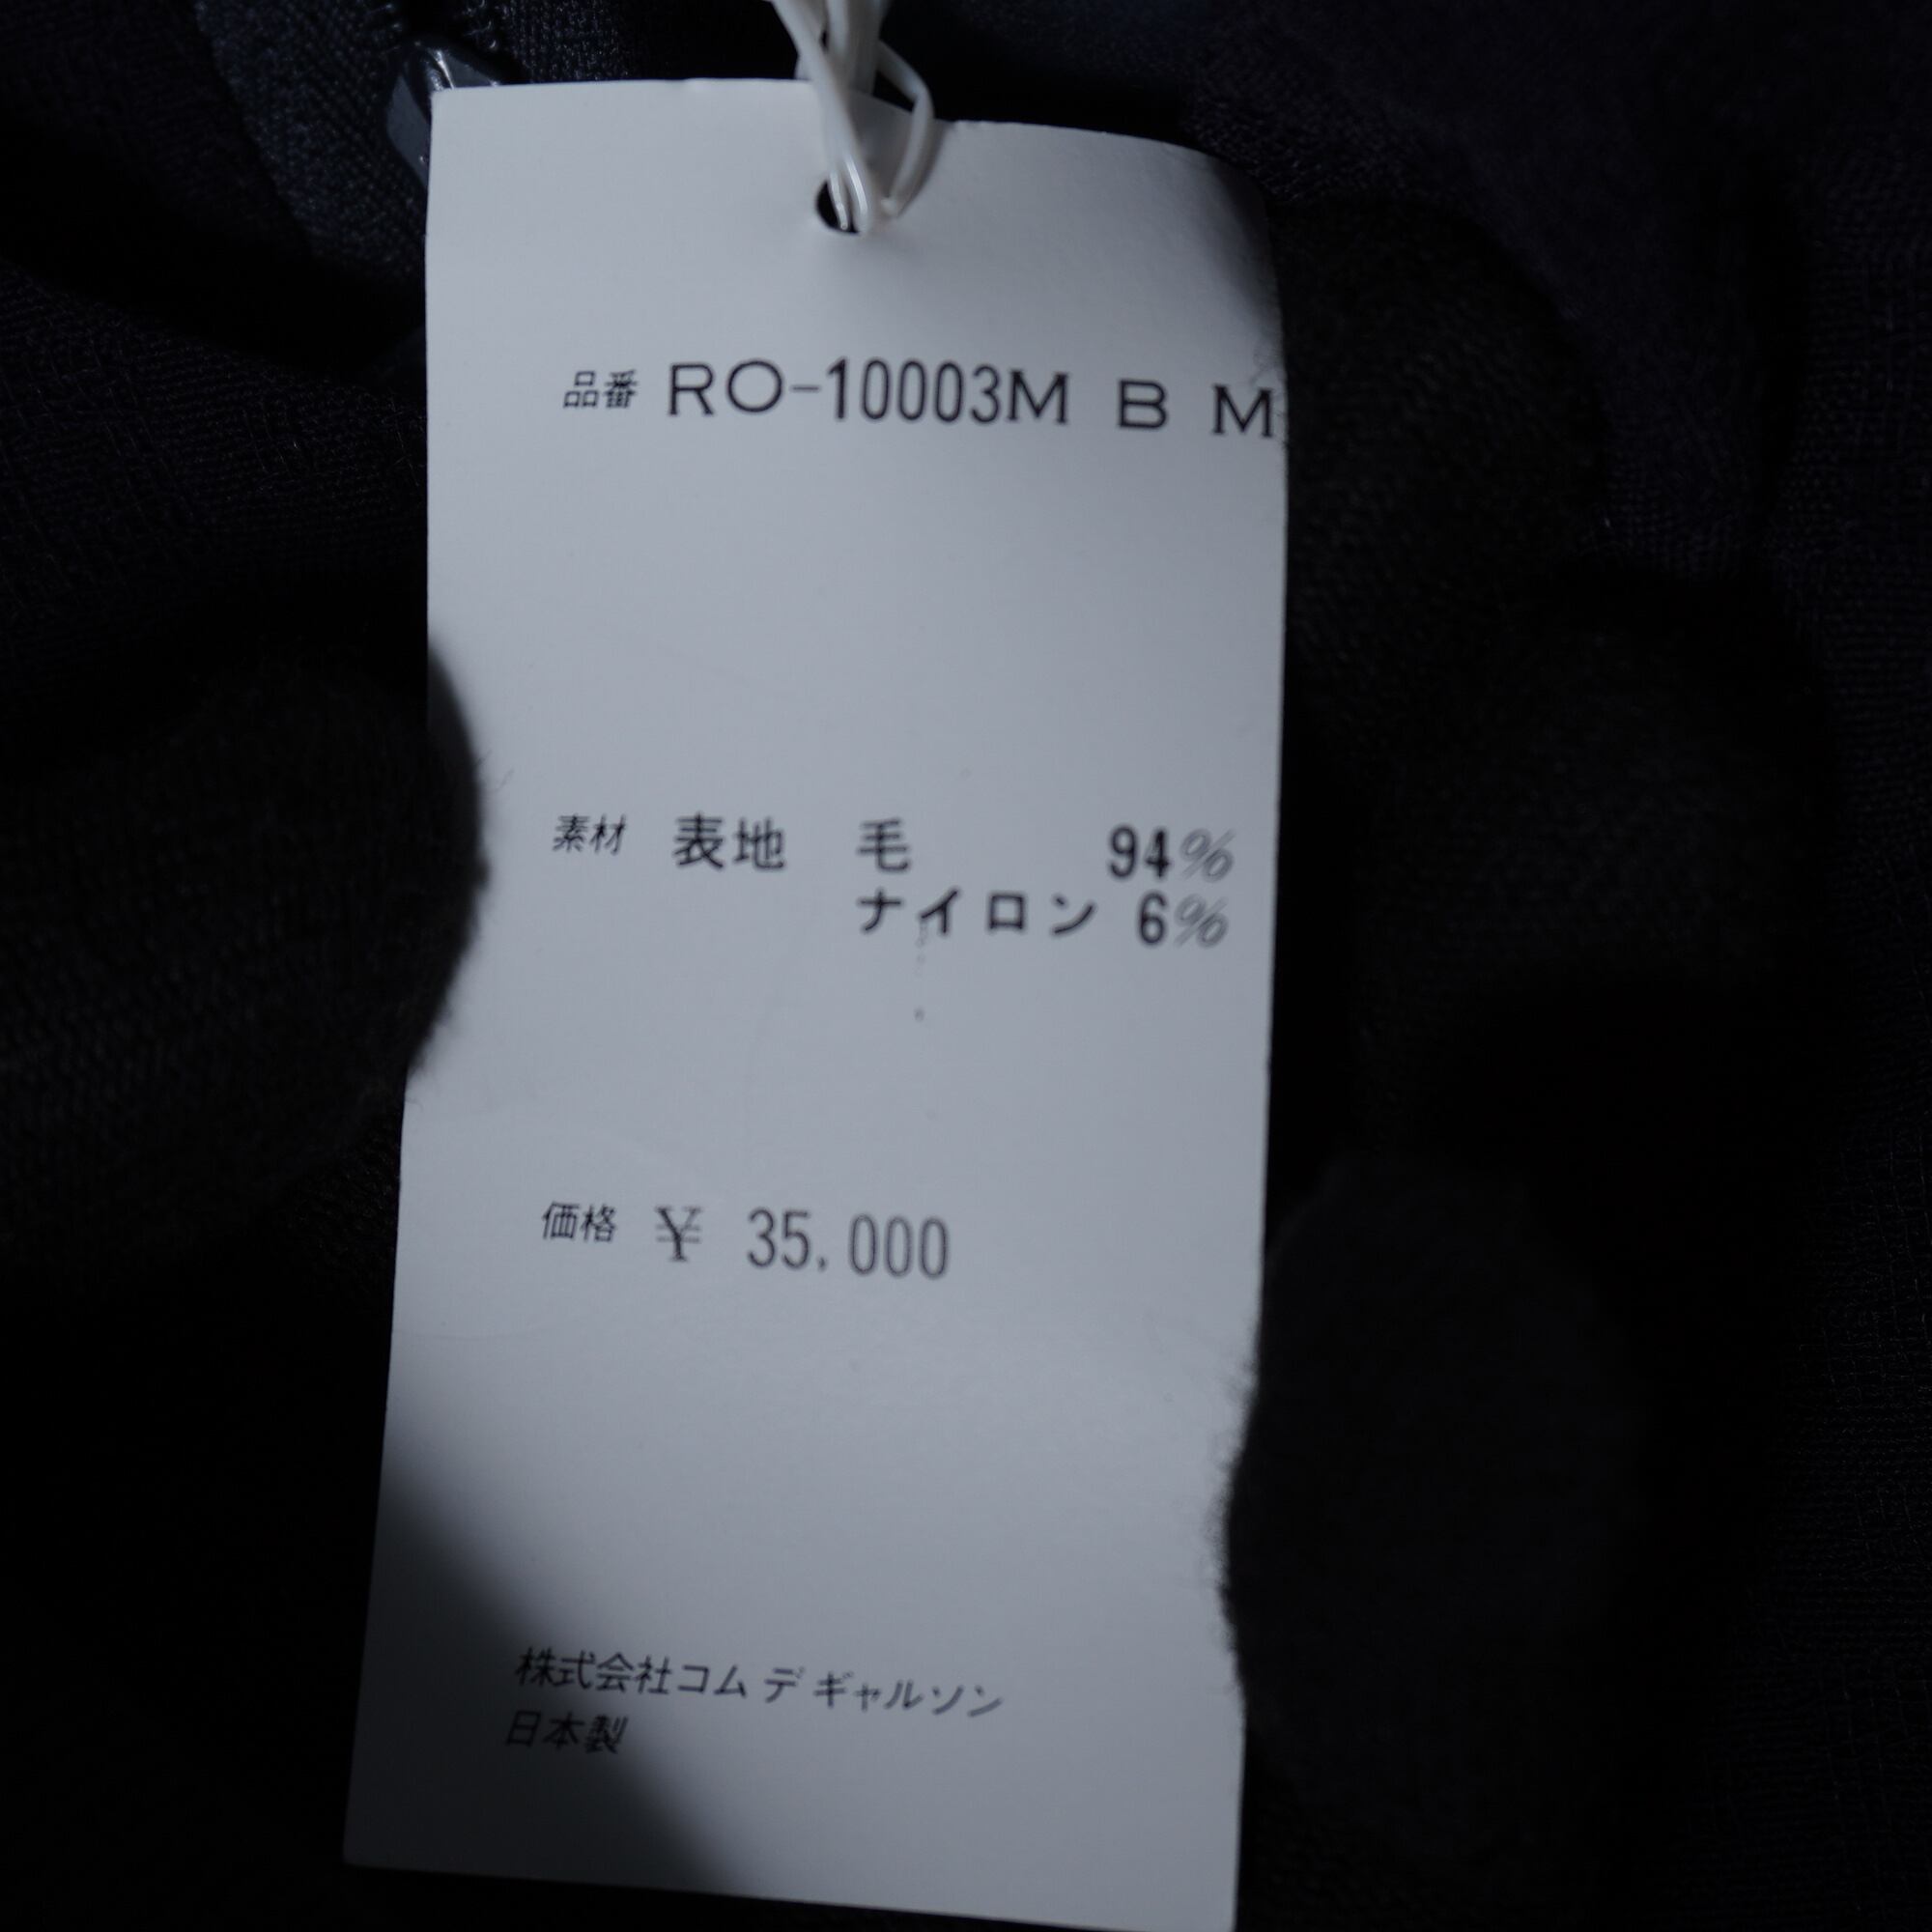 品番 RO-10003M B M
素材 表地 毛 94%
ナイロン 6%
価格 ¥ 35,000
株式会社コム デ ギャルソン
日本製